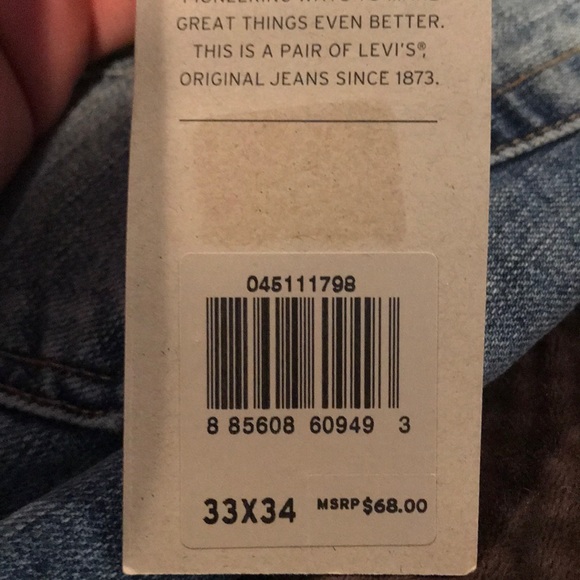 GREAT THINGS EVEN BETTER.
THIS IS A PAIR OF LEVI'S®,
ORIGINAL JEANS SINCE 1873.
045111798
8 85608 60949 3
33X34 MSRP $68.00